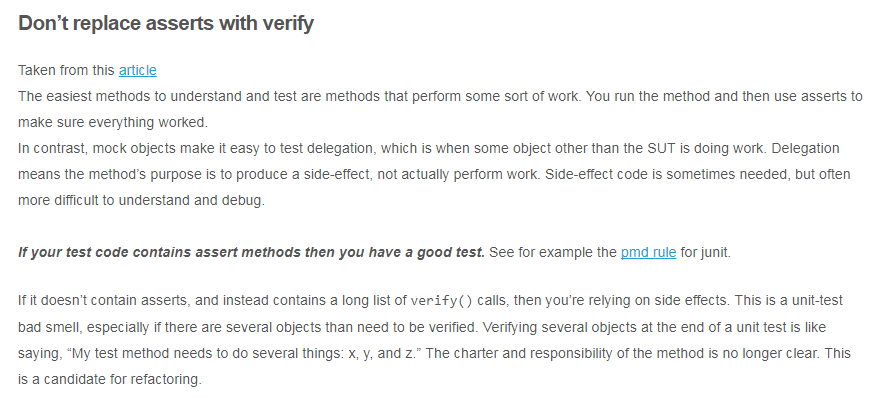 Don’t replace asserts with verify
Taken from this article
The easiest methods to understand and test are methods that perform some sort of work. You run the method and then use asserts to
make sure everything worked.
In contrast, mock objects make it easy to test delegation, which is when some object other than the SUT is doing work. Delegation
means the method’s purpose is to produce a side-effect, not actually perform work. Side-effect code is sometimes needed, but often
more difficult to understand and debug.
If your test code contains assert methods then you have a good test. See for example the pmd rule for junit.
If it doesn’t contain asserts, and instead contains a long list of verify() calls, then you’re relying on side effects. This is a unit-test
bad smell, especially if there are several objects than need to be verified. Verifying several objects at the end of a unit test is like
saying, “My test method needs to do several things: x, y, and z.” The charter and responsibility of the method is no longer clear. This
is a candidate for refactoring.